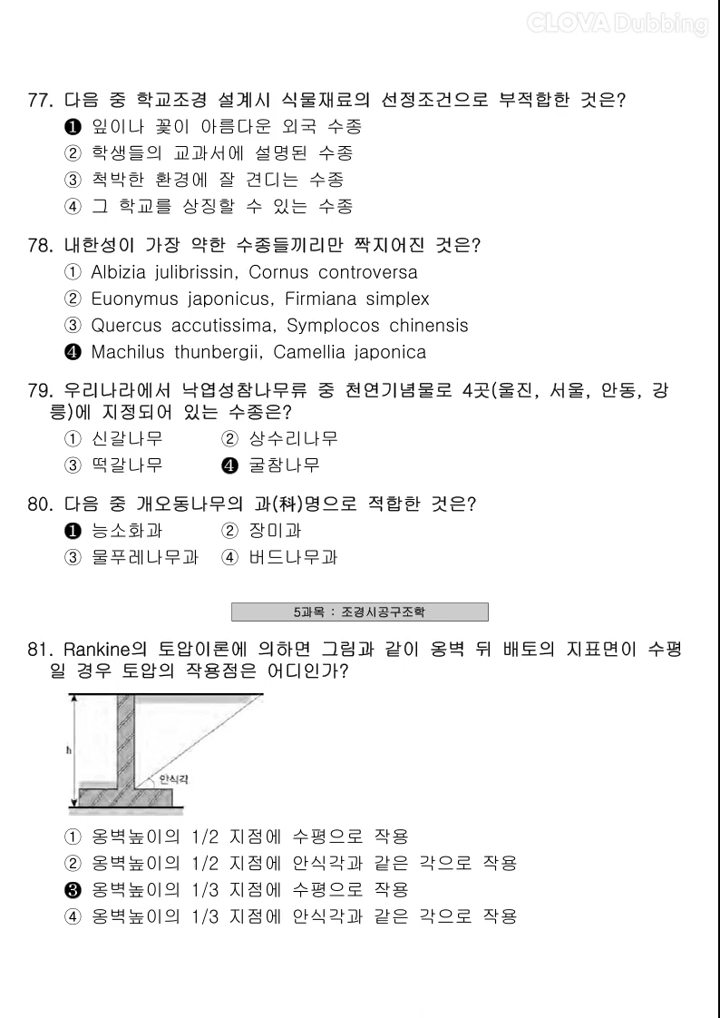 CLOVA Dubbing
77. 다음 중 학교조경 설계시 식물재료의 선정조건으로 부적합한 것은?
❶ 잎이나 꽃이 아름다운 외국 수종
② 학생들의 교과서에 설명된 수종
③ 척박한 환경에 잘 견디는 수종
④ 그 학교를 상징할 수 있는 수종
78. 내한성이 가장 약한 수종들끼리만 짝지어진 것은?
① Albizia julibrissin, Cornus controversa
② Euonymus japonicus, Firmiana simplex
③ Quercus accutissima, Symplocos chinensis
❹ Machilus thunbergii, Camellia japonica
79. 우리나라에서 낙엽성참나무류 중 천연기념물로 4곳(울진, 서울, 안동, 강
릉)에 지정되어 있는 수종은?
① 신갈나무 ② 상수리나무
③ 떡갈나무 ❹ 굴참나무
80. 다음 중 개오동나무의 과(科)명으로 적합한 것은?
❶ 능소화과 ② 장미과
③ 물푸레나무과 ④ 버드나무과
5과목 : 조경시공구조학
81. Rankine의 토압이론에 의하면 그림과 같이 옹벽 뒤 배토의 지표면이 수평
일 경우 토압의 작용점은 어디인가?
h
안식각
① 옹벽높이의 1/2 지점에 수평으로 작용
② 옹벽높이의 1/2 지점에 안식각과 같은 각으로 작용
❸ 옹벽높이의 1/3 지점에 수평으로 작용
④ 옹벽높이의 1/3 지점에 안식각과 같은 각으로 작용